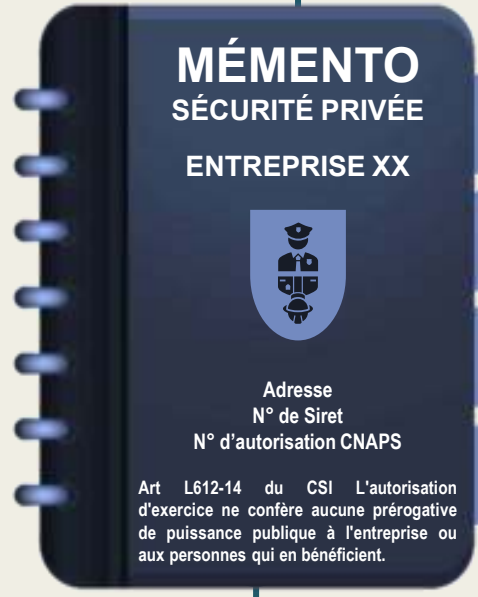 MÉMENTO
SÉCURITÉ PRIVÉE
ENTREPRISE XX
Adresse
N° de Siret
N° d'autorisation CNAPS
Art L612-14 du CSI L'autorisation
d'exercice ne confère aucune prérogative
de puissance publique à l'entreprise ou
aux personnes qui en bénéficient.